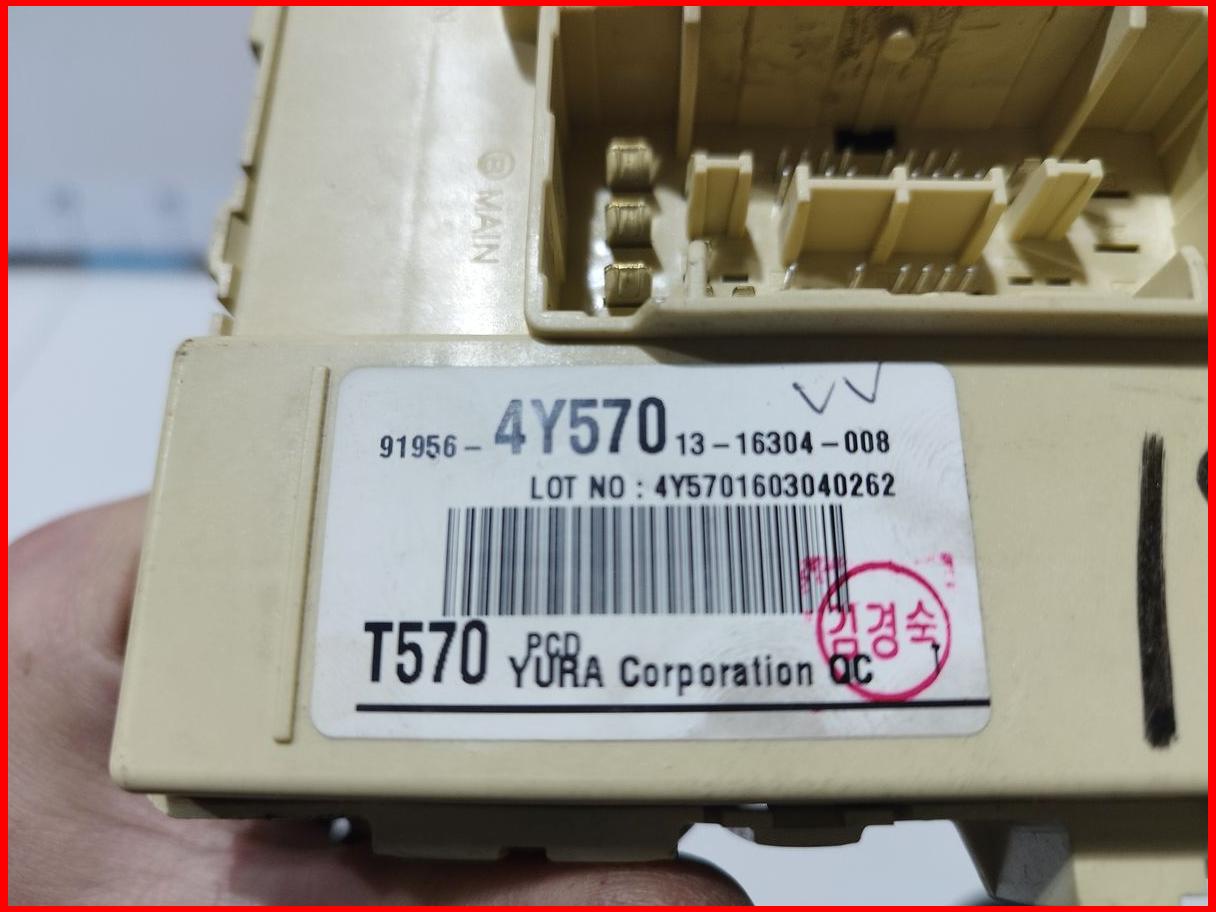 Ⓑ MAIN
91956-4Y570 13-16304-008
LOT NO : 4Y5701603040262
T570 PCD
YURA Corporation QC
김경숙